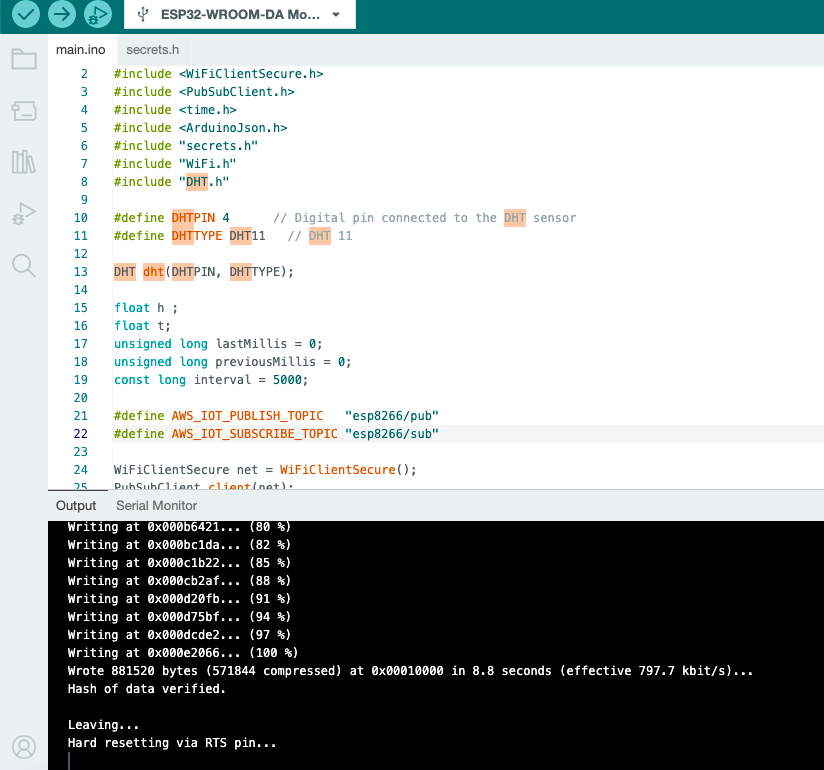 ESP32-WROOM-DA Mo...
main.ino secrets.h
2 #include <WiFiClientSecure.h>
3 #include <PubSubClient.h>
4 #include <time.h>
5 #include <ArduinoJson.h>
6 #include "secrets.h"
7 #include "WiFi.h"
8 #include "DHT.h"
9
10 #define DHTPIN 4 // Digital pin connected to the DHT sensor
11 #define DHTTYPE DHT11 // DHT 11
12
13 DHT dht(DHTPIN, DHTTYPE);
14
15 float h ;
16 float t;
17 unsigned long lastMillis = 0;
18 unsigned long previousMillis = 0;
19 const long interval = 5000;
20
21 #define AWS_IOT_PUBLISH_TOPIC "esp8266/pub"
22 #define AWS_IOT_SUBSCRIBE_TOPIC "esp8266/sub"
23
24 WiFiClientSecure net = WiFiClientSecure();
25 PubSubClient client(net);
Output Serial Monitor
Writing at 0x000b6421... (80 %)
Writing at 0x000bc1da... (82 %)
Writing at 0x000c1b22... (85 %)
Writing at 0x000cb2af... (88 %)
Writing at 0x000d20fb... (91 %)
Writing at 0x000d75bf... (94 %)
Writing at 0x000dcde2... (97 %)
Writing at 0x000e2066... (100 %)
Wrote 881520 bytes (571844 compressed) at 0x00010000 in 8.8 seconds (effective 797.7 kbit/s)...
Hash of data verified.
Leaving...
Hard resetting via RTS pin...